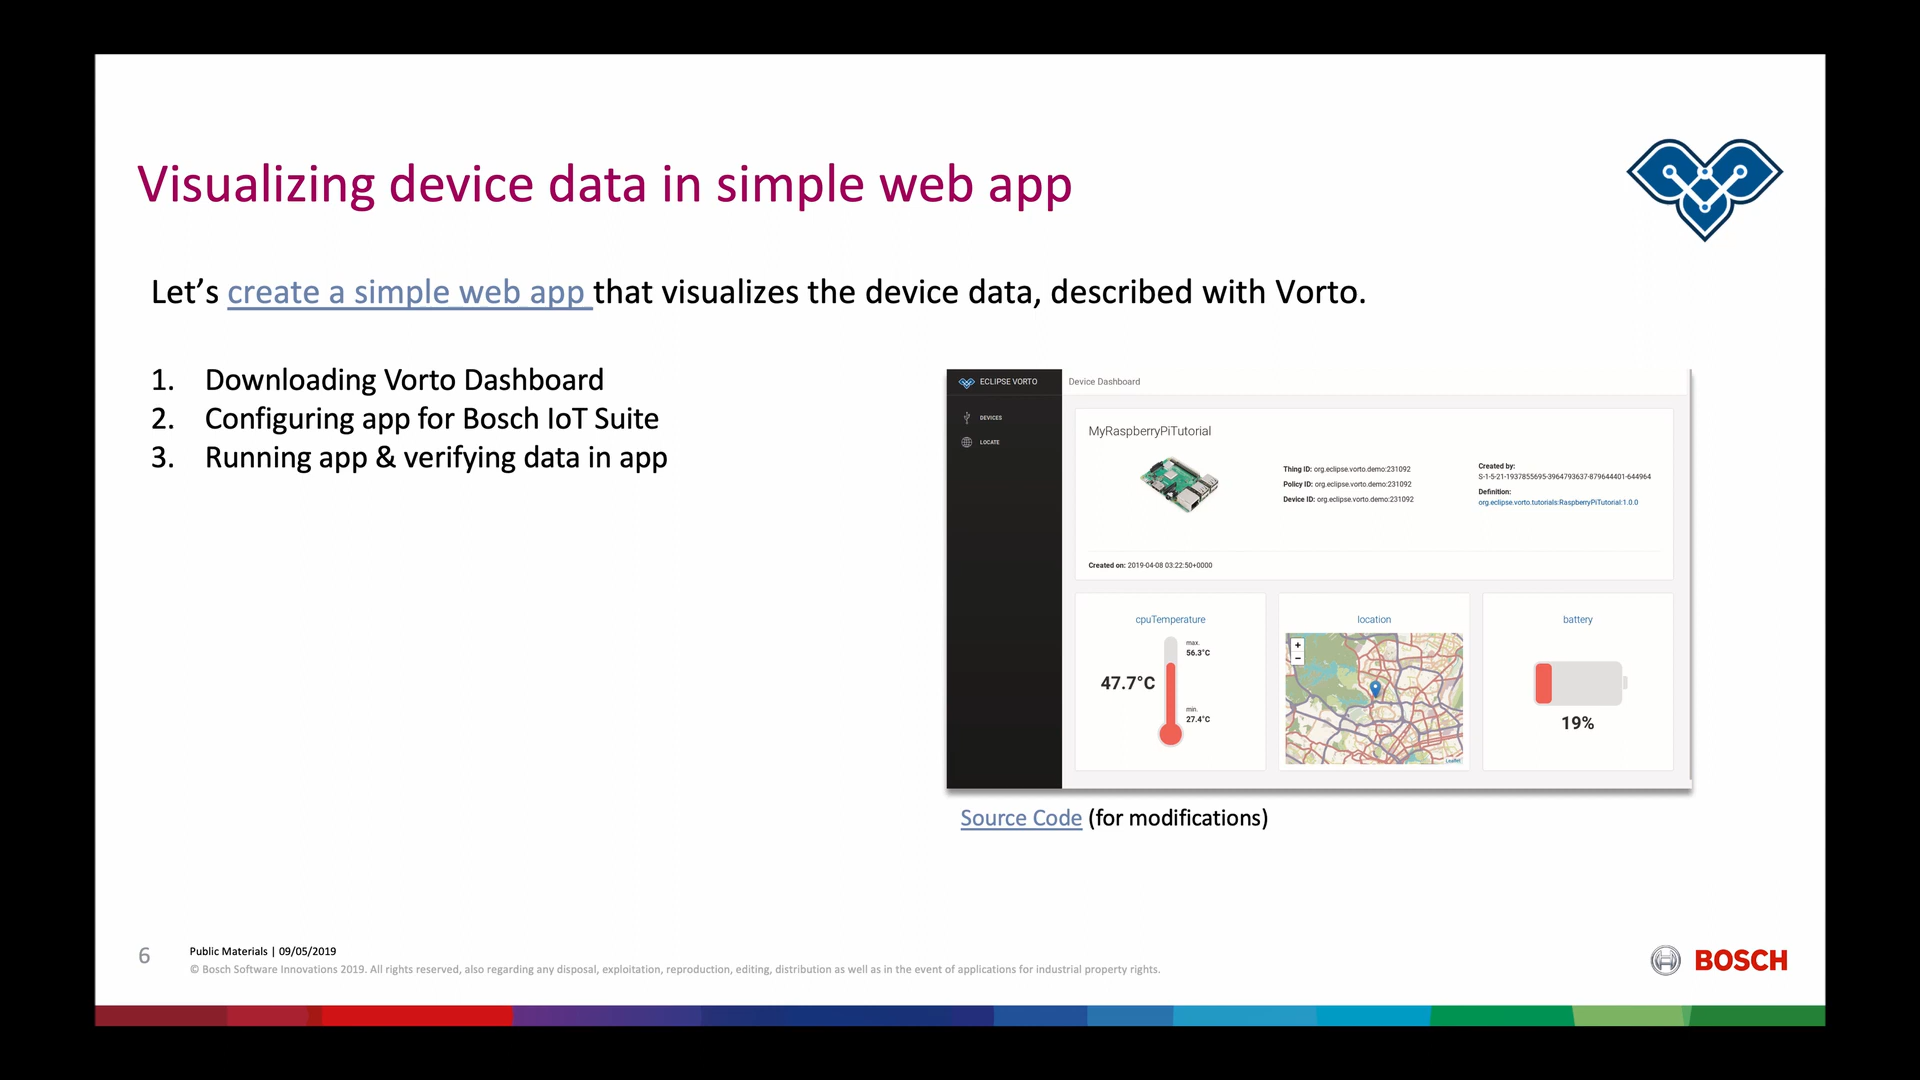 Visualizing device data in simple web app
Let's create a simple web app that visualizes the device data, described with Vorto.
1. Downloading Vorto Dashboard
2. Configuring app for Bosch IoT Suite
3. Running app & verifying data in app
ECLIPSE VORTO
Device Dashboard
DEVICES
LOCATE
MyRaspberryPiTutorial
Thing ID: org.eclipse.vorto.demo:231092
Policy ID: org.eclipse.vorto.demo:231092
Device ID: org.eclipse.vorto.demo:231092
Created by:
S-1-5-21-1937855695-3964793637-879644401-644964
Definition:
org.eclipse.vorto.tutorials:RaspberryPiTutorial:1.0.0
Created on: 2019-04-08 03:22:50+0000
cpuTemperature
max.
56.3°C
47.7°C
min.
27.4°C
location
+
−
Leaflet
battery
19%
Source Code (for modifications)
6
Public Materials | 09/05/2019
© Bosch Software Innovations 2019. All rights reserved, also regarding any disposal, exploitation, reproduction, editing, distribution as well as in the event of applications for industrial property rights.
BOSCH